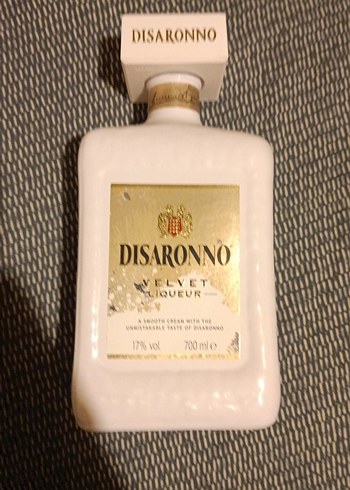 DISARONNO
DISARONNO
VELVET
LIQUEUR
A SMOOTH CREAM WITH THE
UNMISTAKABLE TASTE OF DISARONNO
17% vol. 700 ml e